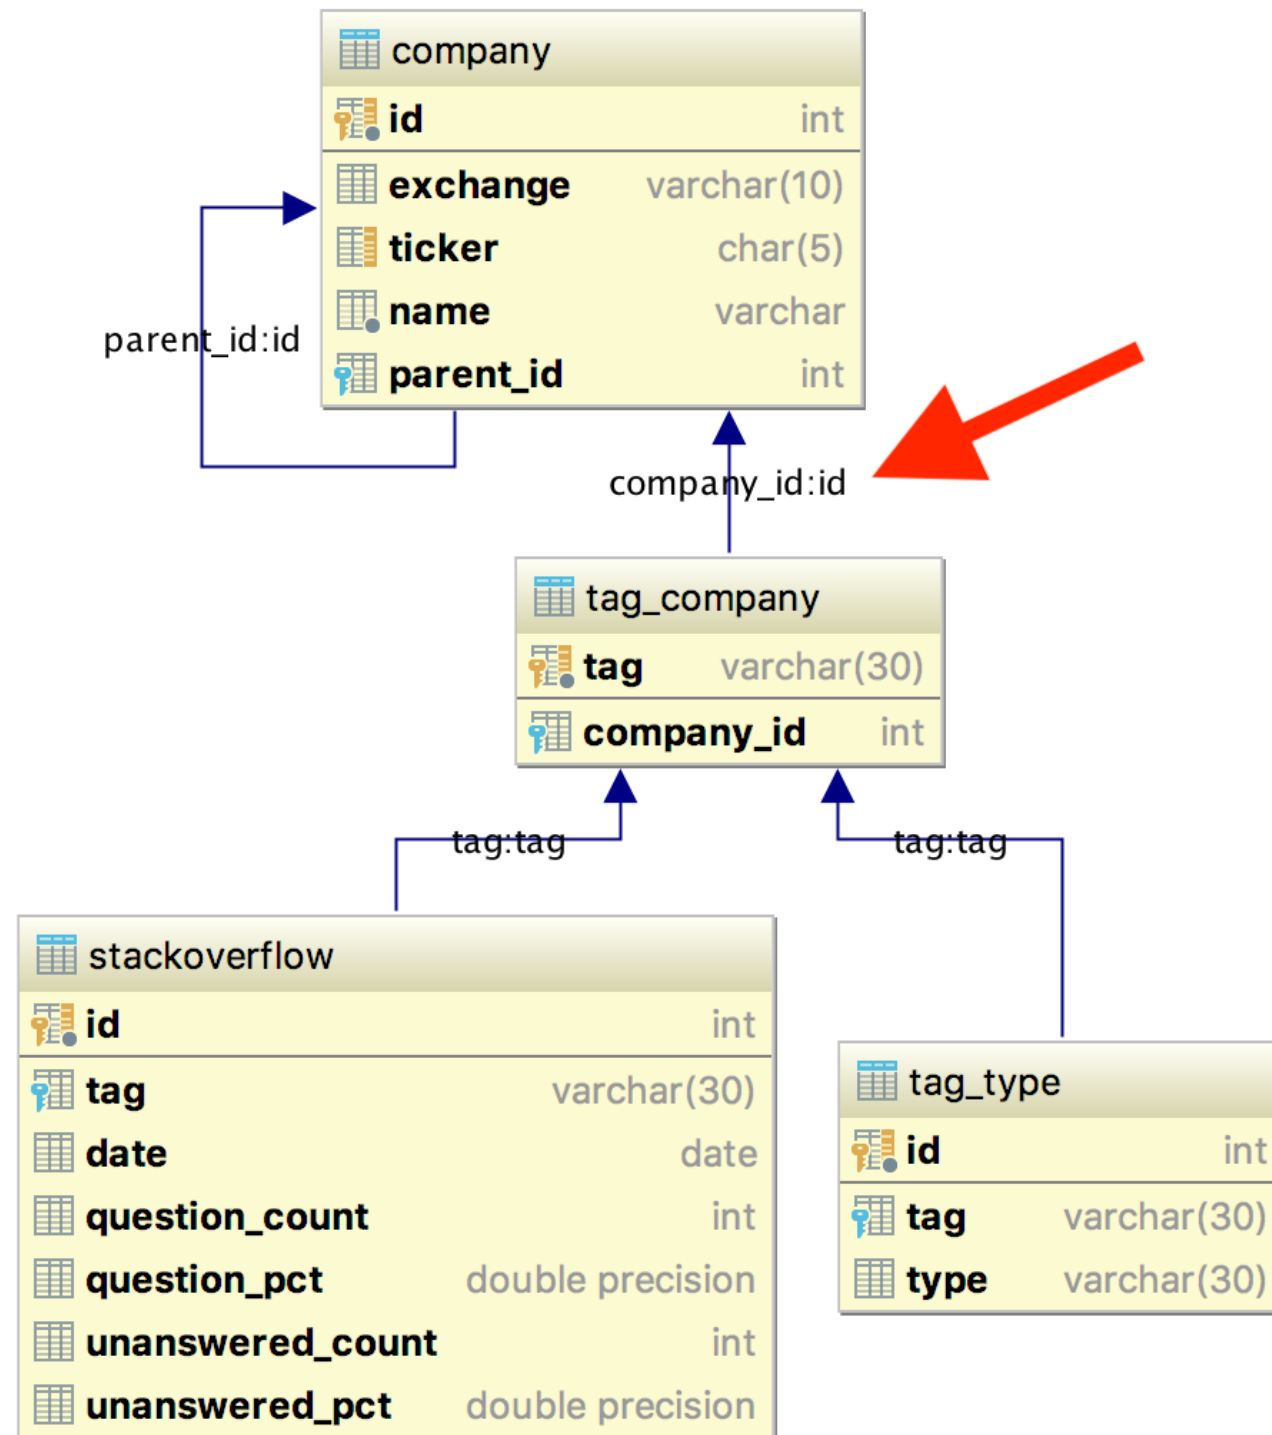 company
id int
exchange varchar(10)
ticker char(5)
name varchar
parent_id int
parent_id:id
company_id:id
tag_company
tag varchar(30)
company_id int
tag:tag
tag:tag
stackoverflow
id int
tag varchar(30)
date date
question_count int
question_pct double precision
unanswered_count int
unanswered_pct double precision
tag_type
id int
tag varchar(30)
type varchar(30)